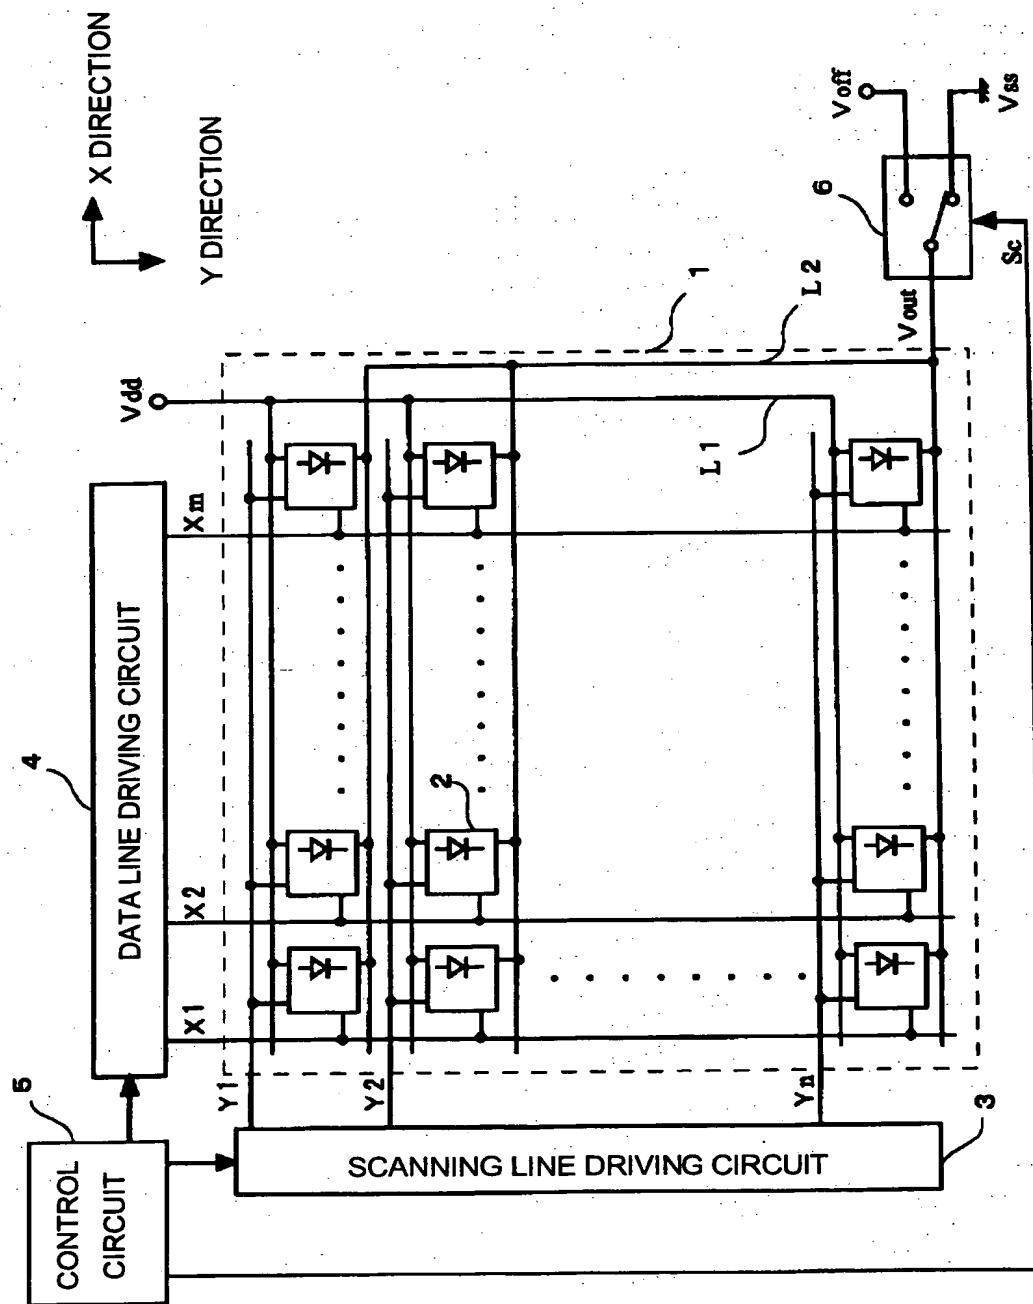 X DIRECTION
Y DIRECTION
CONTROL
CIRCUIT
5
DATA LINE DRIVING CIRCUIT
4
SCANNING LINE DRIVING CIRCUIT
3
X1
X2
Xm
Y1
Y2
Yn
Vdd
2
1
L1
L2
Vout
6
Voff
Vss
Sc